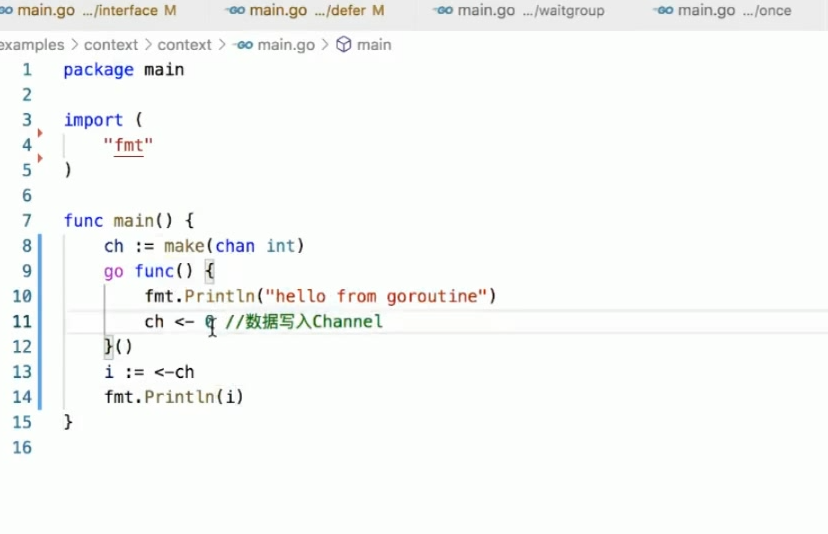 main.go .../interface M
main.go .../defer M
main.go .../waitgroup
main.go .../once
examples > context > context > main.go > main
1 package main
2
3 import (
4 "fmt"
5 )
6
7 func main() {
8 ch := make(chan int)
9 go func() {
10 fmt.Println("hello from goroutine")
11 ch <- 0 //数据写入Channel
12 }()
13 i := <-ch
14 fmt.Println(i)
15 }
16